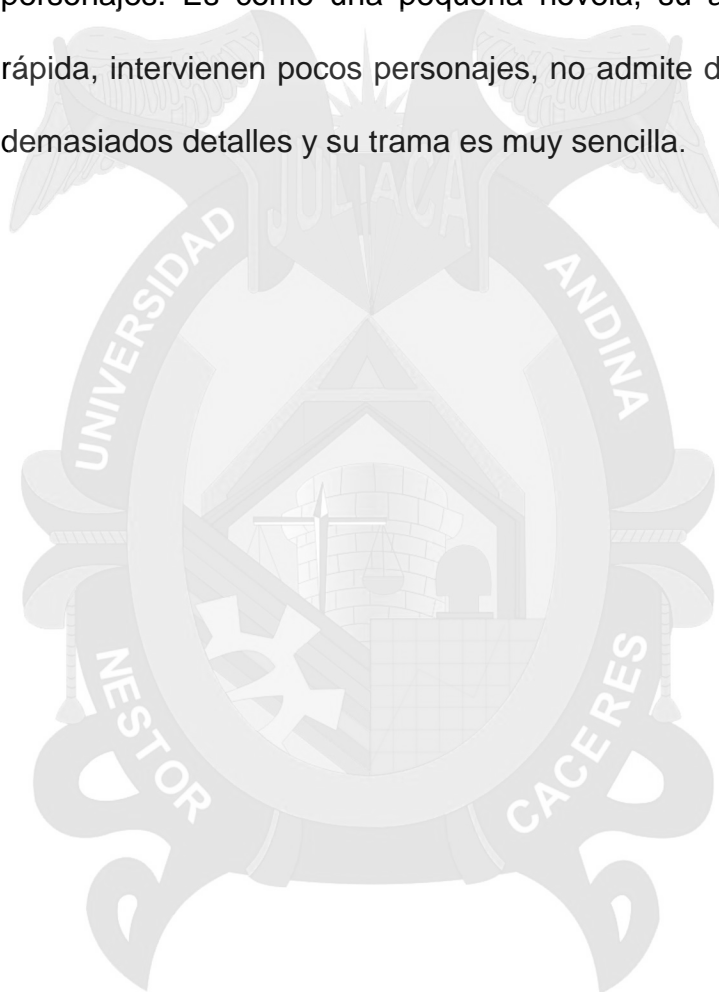 personajes. Es como una pequeña novela, su a
rápida, intervienen pocos personajes, no admite d
demasiados detalles y su trama es muy sencilla.
JULIACA
UNIVERSIDAD
ANDINA
NESTOR
CACERES